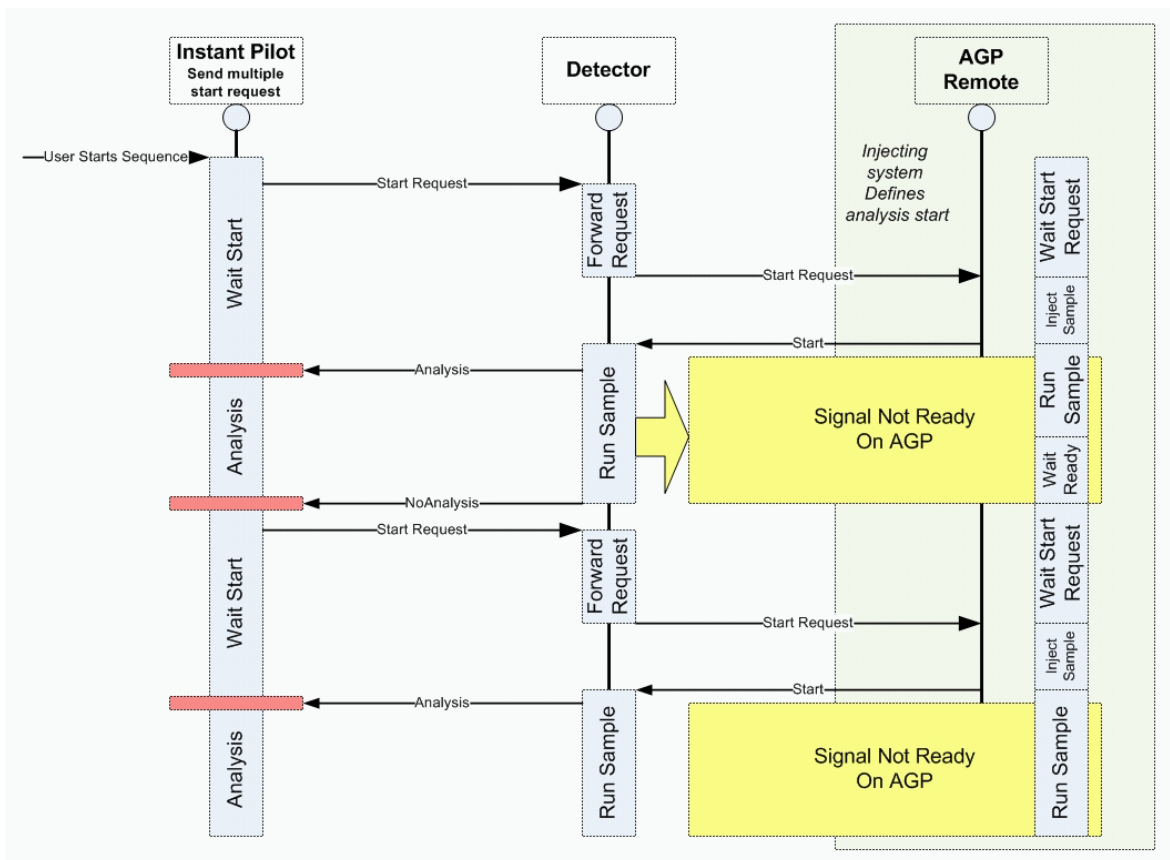 Instant Pilot
Send multiple
start request
Detector
AGP
Remote
User Starts Sequence
Start Request
Injecting
system
Defines
analysis start
Wait Start
Forward
Request
Wait Start
Request
Start Request
Inject
Sample
Start
Analysis
Analysis
Run Sample
Signal Not Ready
On AGP
Run
Sample
Wait
Ready
NoAnalysis
Start Request
Wait Start
Forward
Request
Wait Start
Request
Start Request
Inject
Sample
Start
Analysis
Analysis
Run Sample
Signal Not Ready
On AGP
Run Sample